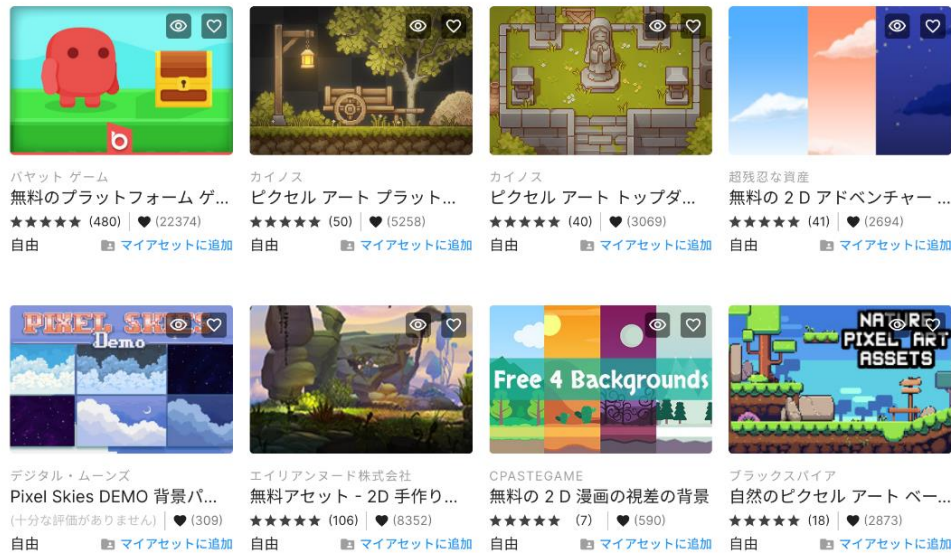 b
バヤット ゲーム
無料のプラットフォーム ゲ...
★★★★★ (480) ♥ (22374)
自由 マイアセットに追加
カイノス
ピクセル アート プラット...
★★★★★ (50) ♥ (5258)
自由 マイアセットに追加
カイノス
ピクセル アート トップダ...
★★★★★ (40) ♥ (3069)
自由 マイアセットに追加
超残忍な資産
無料の 2 D アドベンチャー ...
★★★★★ (41) ♥ (2694)
自由 マイアセットに追加
PIXEL SKIES
Demo
デジタル・ムーンズ
Pixel Skies DEMO 背景パ...
(十分な評価がありません) ♥ (309)
自由 マイアセットに追加
エイリアンヌード株式会社
無料アセット - 2D 手作り...
★★★★★ (106) ♥ (8352)
自由 マイアセットに追加
Free 4 Backgrounds
CPASTEGAME
無料の 2 D 漫画の視差の背景
★★★★★ (7) ♥ (590)
自由 マイアセットに追加
NATURE
PIXEL ART
ASSETS
ブラックスパイア
自然のピクセル アート ベー...
★★★★★ (18) ♥ (2873)
自由 マイアセットに追加